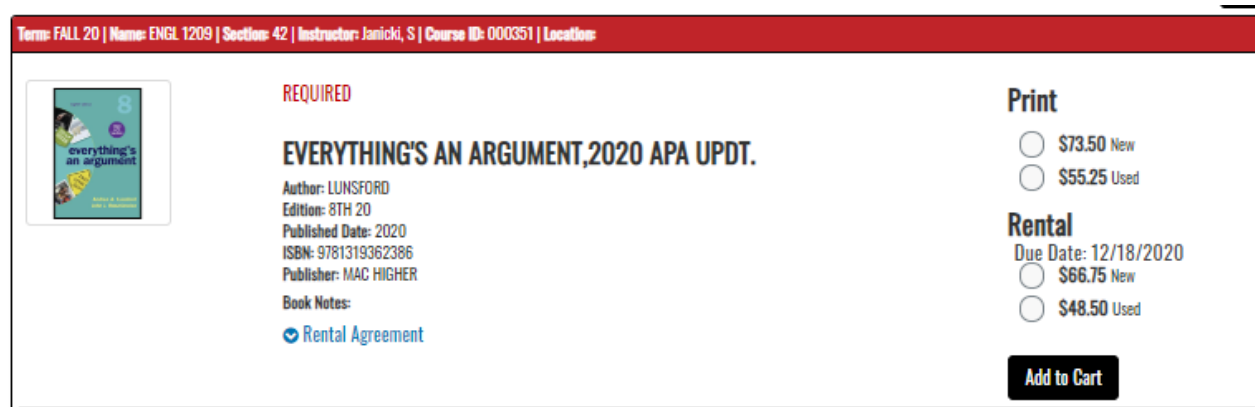 Term: FALL 20 | Name: ENGL 1209 | Section: 42 | Instructor: Janicki, S | Course ID: 000351 | Location:
8
everything's
an argument
REQUIRED
EVERYTHING'S AN ARGUMENT,2020 APA UPDT.
Author: LUNSFORD
Edition: 8TH 20
Published Date: 2020
ISBN: 9781319362386
Publisher: MAC HIGHER
Book Notes:
Rental Agreement
Print
$73.50 New
$55.25 Used
Rental
Due Date: 12/18/2020
$66.75 New
$48.50 Used
Add to Cart